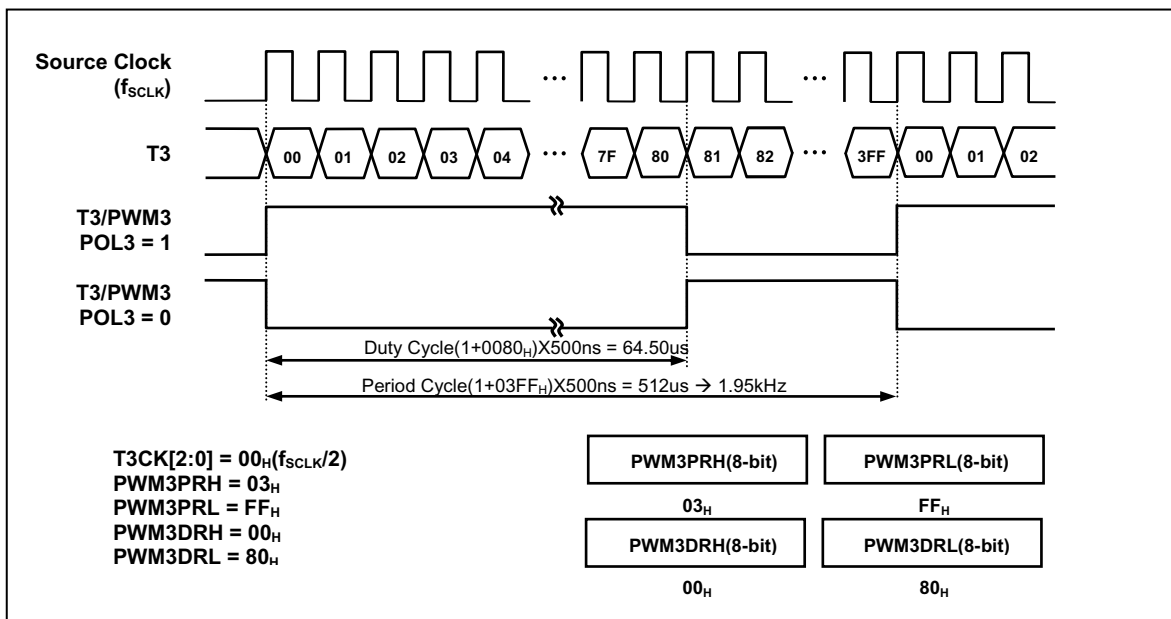 Source Clock
(fSCLK)
T3
00 01 02 03 04 ... 7F 80 81 82 ... 3FF 00 01 02
T3/PWM3
POL3 = 1
T3/PWM3
POL3 = 0
Duty Cycle(1+0080H)X500ns = 64.50us
Period Cycle(1+03FFH)X500ns = 512us → 1.95kHz
T3CK[2:0] = 00H(fSCLK/2)
PWM3PRH = 03H
PWM3PRL = FFH
PWM3DRH = 00H
PWM3DRL = 80H
PWM3PRH(8-bit) PWM3PRL(8-bit)
03H FFH
PWM3DRH(8-bit) PWM3DRL(8-bit)
00H 80H